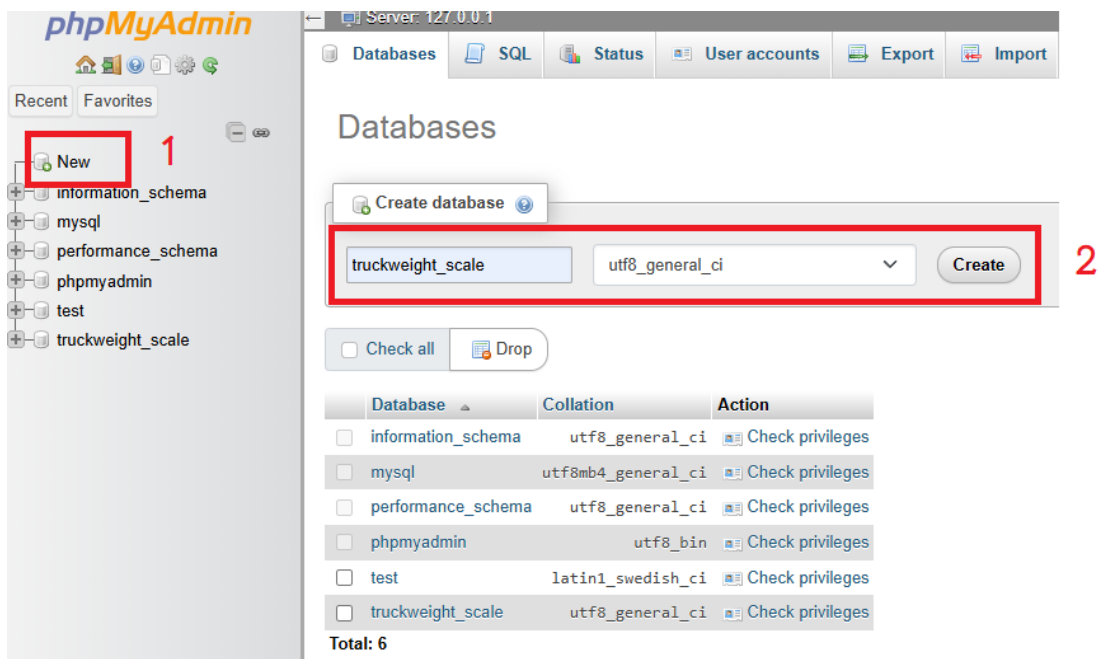 phpMyAdmin
Recent Favorites
New
1
information_schema
mysql
performance_schema
phpmyadmin
test
truckweight_scale
← Server: 127.0.0.1
Databases SQL Status User accounts Export Import
Databases
Create database
truckweight_scale utf8_general_ci Create
2
Check all Drop
Database Collation Action
information_schema utf8_general_ci Check privileges
mysql utf8mb4_general_ci Check privileges
performance_schema utf8_general_ci Check privileges
phpmyadmin utf8_bin Check privileges
test latin1_swedish_ci Check privileges
truckweight_scale utf8_general_ci Check privileges
Total: 6